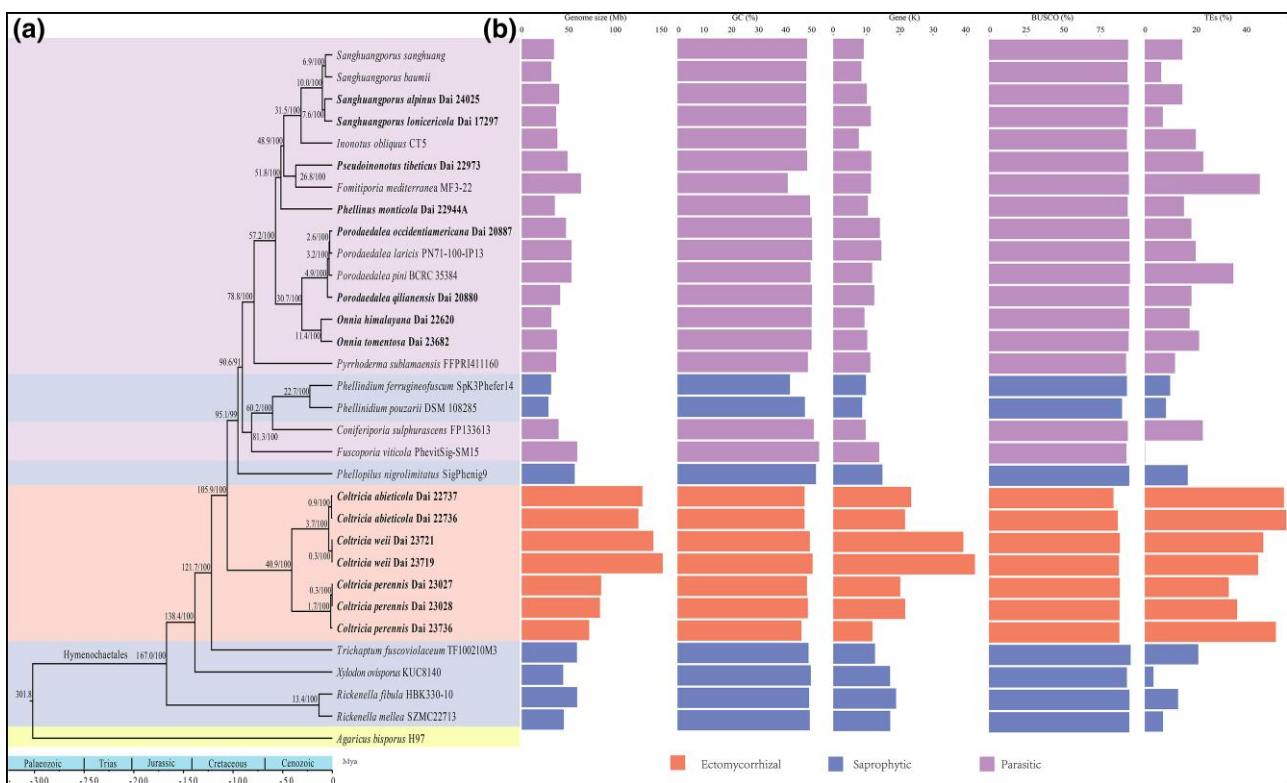 (a)
(b)
Genome size (Mb)
GC (%)
Gene (K)
BUSCO (%)
TEs (%)
0 50 100 150
0 10 20 30 40 50
0 10 20 30 40
0 25 50 75
0 20 40
Sanghuangporus sanghuang
Sanghuangporus baumii
Sanghuangporus alpinus Dai 24025
Sanghuangporus lonicericola Dai 17297
Inonotus obliquus CT5
Pseudoinonotus tibeticus Dai 22973
Fomitiporia mediterranea MF3-22
Phellinus monticola Dai 22944A
Porodaedalea occidentiamericana Dai 20887
Porodaedalea laricis PN71-100-IP13
Porodaedalea pini BCRC 35384
Porodaedalea qilianensis Dai 20880
Onnia himalayana Dai 22620
Onnia tomentosa Dai 23682
Pyrrhoderma sublamaensis FFPRI411160
Phellindium ferrugineofuscum SpK3Phefer14
Phellinidium pouzarii DSM 108285
Coniferiporia sulphurascens FP133613
Fuscoporia viticola PhevitSig-SM15
Phellopilus nigrolimitatus SigPhenig9
Coltricia abieticola Dai 22737
Coltricia abieticola Dai 22736
Coltricia weii Dai 23721
Coltricia weii Dai 23719
Coltricia perennis Dai 23027
Coltricia perennis Dai 23028
Coltricia perennis Dai 23736
Trichaptum fuscoviolaceum TF100210M3
Xylodon ovisporus KUC8140
Rickenella fibula HBK330-10
Rickenella mellea SZMC22713
Agaricus bisporus H97
6.9/100
10.0/100
7.6/100
31.5/100
48.9/100
51.8/100
26.8/100
57.2/100
2.6/100
3.2/100
4.9/100
30.7/100
11.4/100
78.8/100
90.6/91
22.7/100
60.2/100
95.1/99
81.3/100
105.9/100
0.9/100
3.7/100
0.3/100
40.9/100
121.7/100
0.3/100
1.7/100
138.4/100
Hymenochaetales
167.0/100
301.8
13.4/100
Palaeozoic Trias Jurassic Cretaceous Cenozoic Mya
-300 -250 -200 -150 -100 -50 0
Ectomycorrhizal
Saprophytic
Parasitic